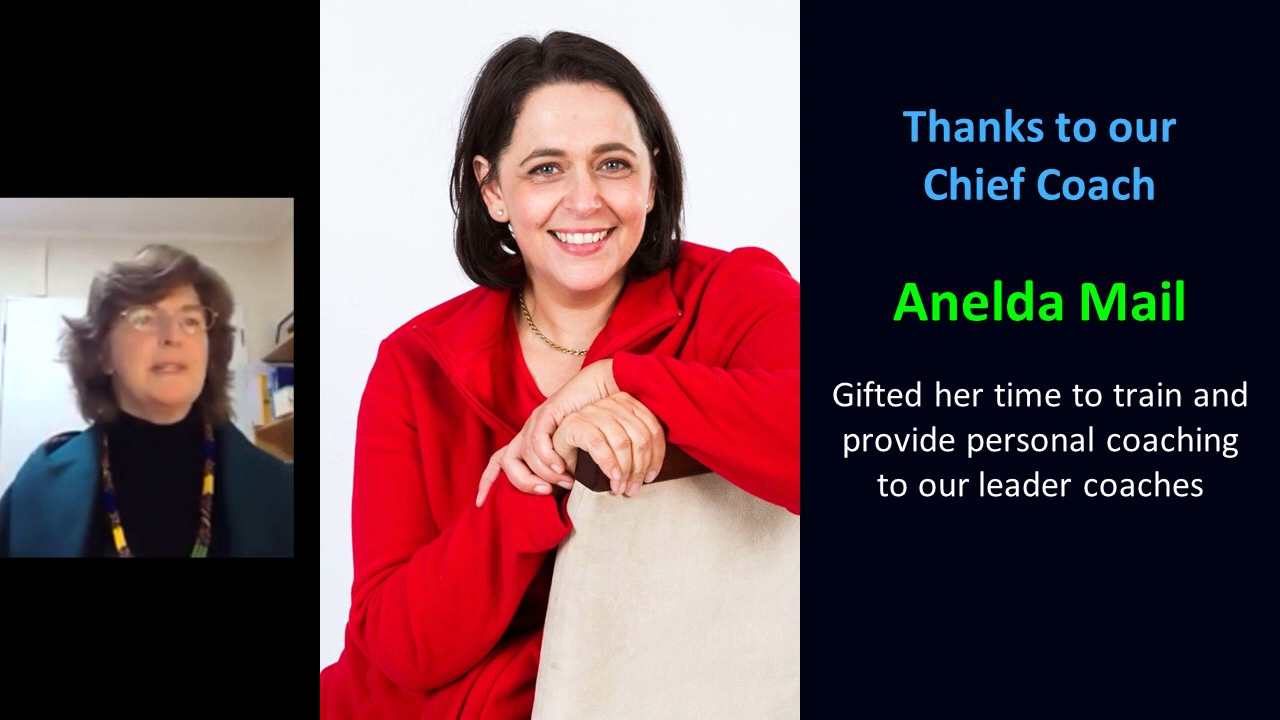 Thanks to our
Chief Coach
Anelda Mail
Gifted her time to train and
provide personal coaching
to our leader coaches